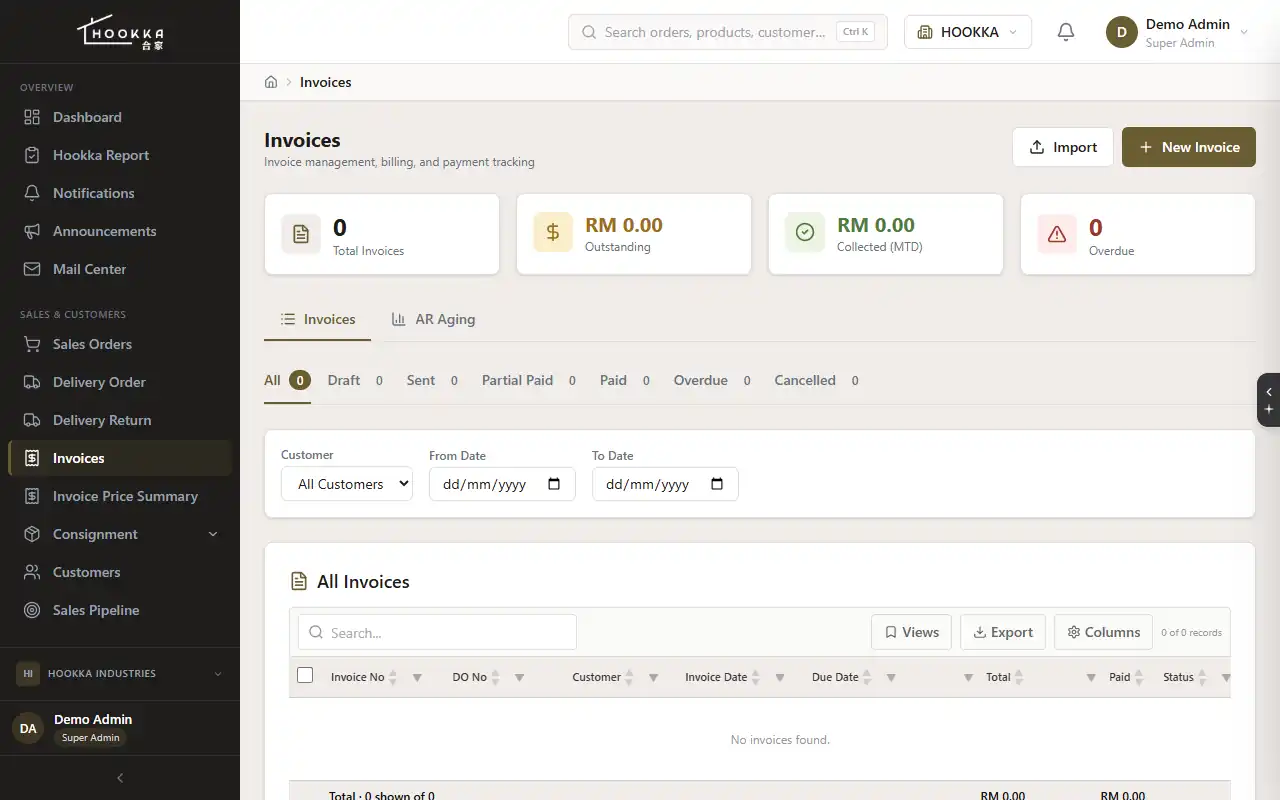 HOOKKA
合家
Search orders, products, customer...
Ctrl K
HOOKKA
D
Demo Admin
Super Admin
OVERVIEW
Dashboard
Hookka Report
Notifications
Announcements
Mail Center
SALES & CUSTOMERS
Sales Orders
Delivery Order
Delivery Return
Invoices
Invoice Price Summary
Consignment
Customers
Sales Pipeline
HI
HOOKKA INDUSTRIES
DA
Demo Admin
Super Admin
Invoices
Invoices
Invoice management, billing, and payment tracking
Import
New Invoice
0
Total Invoices
RM 0.00
Outstanding
RM 0.00
Collected (MTD)
0
Overdue
Invoices
AR Aging
All 0
Draft 0
Sent 0
Partial Paid 0
Paid 0
Overdue 0
Cancelled 0
Customer
From Date
To Date
All Customers
dd/mm/yyyy
dd/mm/yyyy
All Invoices
Search...
Views
Export
Columns
0 of 0 records
Invoice No
DO No
Customer
Invoice Date
Due Date
Total
Paid
Status
No invoices found.
Total · 0 shown of 0
RM 0.00
RM 0.00